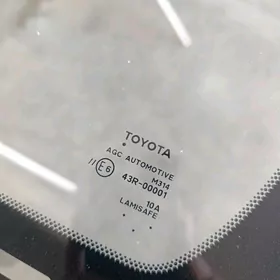 TOYOTA
AGC AUTOMOTIVE
// E6 M314
43R-00001
10A
LAMISAFE